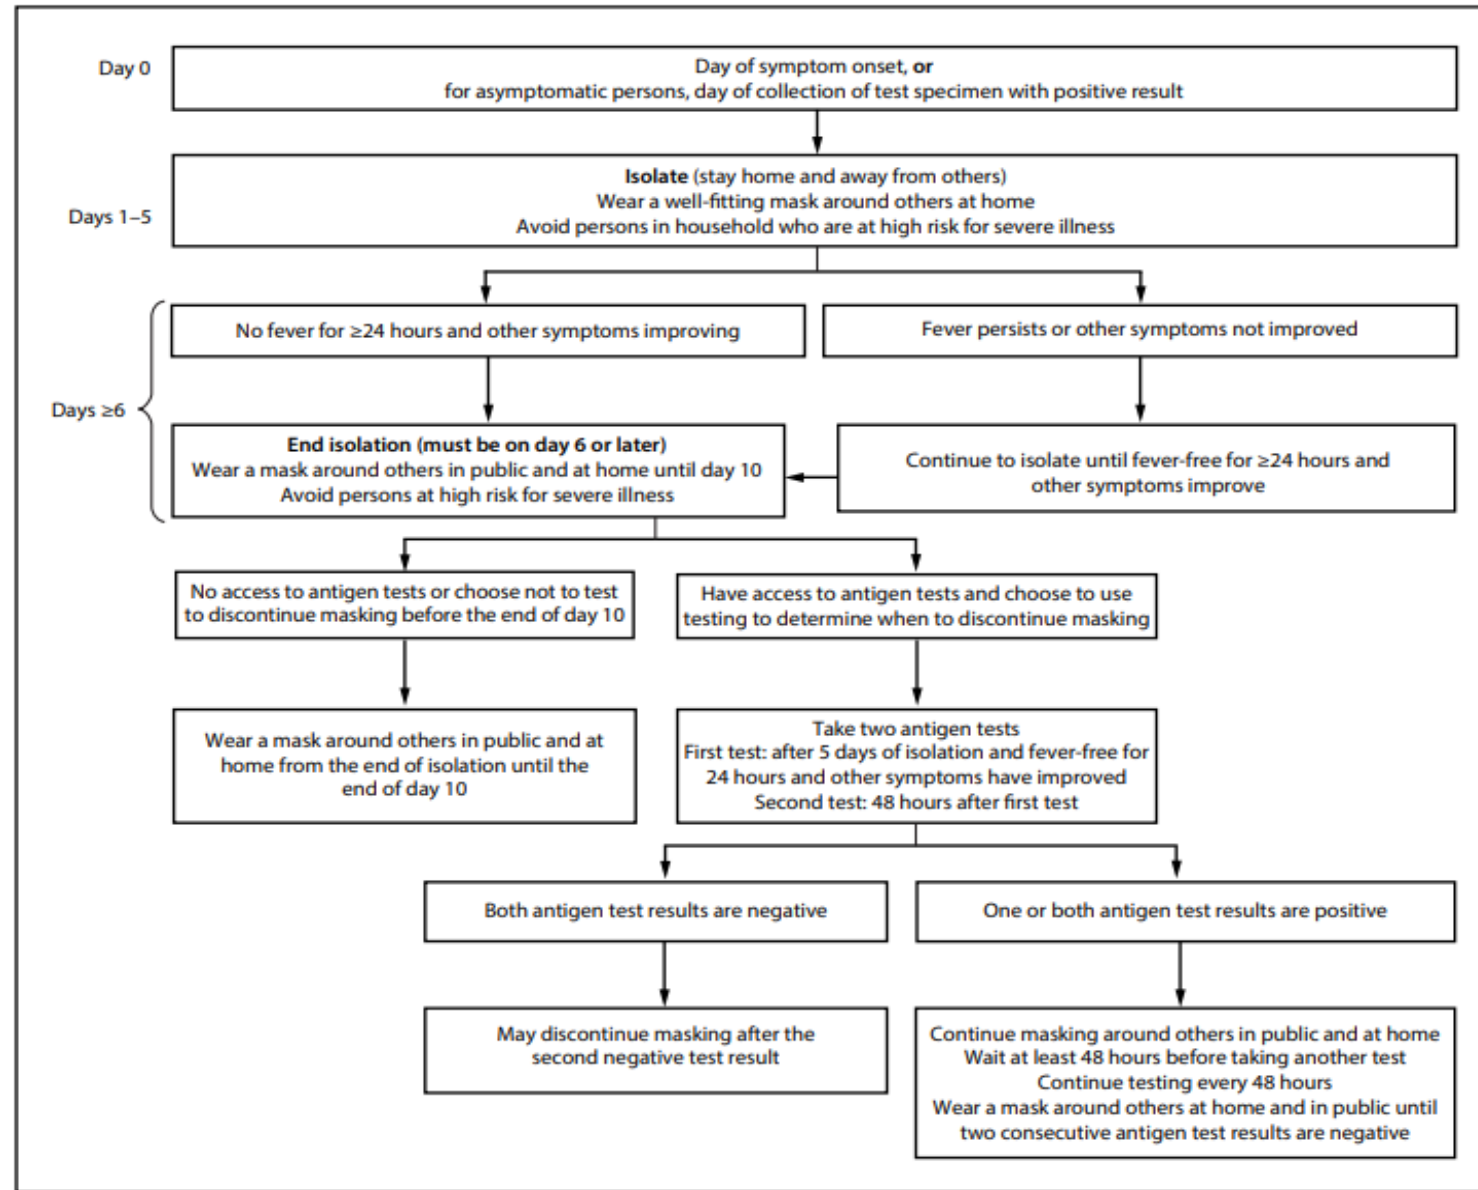 Day 0
Day of symptom onset, or
for asymptomatic persons, day of collection of test specimen with positive result
Days 1–5
Isolate (stay home and away from others)
Wear a well-fitting mask around others at home
Avoid persons in household who are at high risk for severe illness
Days ≥6
No fever for ≥24 hours and other symptoms improving
Fever persists or other symptoms not improved
End isolation (must be on day 6 or later)
Wear a mask around others in public and at home until day 10
Avoid persons at high risk for severe illness
Continue to isolate until fever-free for ≥24 hours and
other symptoms improve
No access to antigen tests or choose not to test
to discontinue masking before the end of day 10
Have access to antigen tests and choose to use
testing to determine when to discontinue masking
Wear a mask around others in public and at
home from the end of isolation until the
end of day 10
Take two antigen tests
First test: after 5 days of isolation and fever-free for
24 hours and other symptoms have improved
Second test: 48 hours after first test
Both antigen test results are negative
One or both antigen test results are positive
May discontinue masking after the
second negative test result
Continue masking around others in public and at home
Wait at least 48 hours before taking another test
Continue testing every 48 hours
Wear a mask around others at home and in public until
two consecutive antigen test results are negative